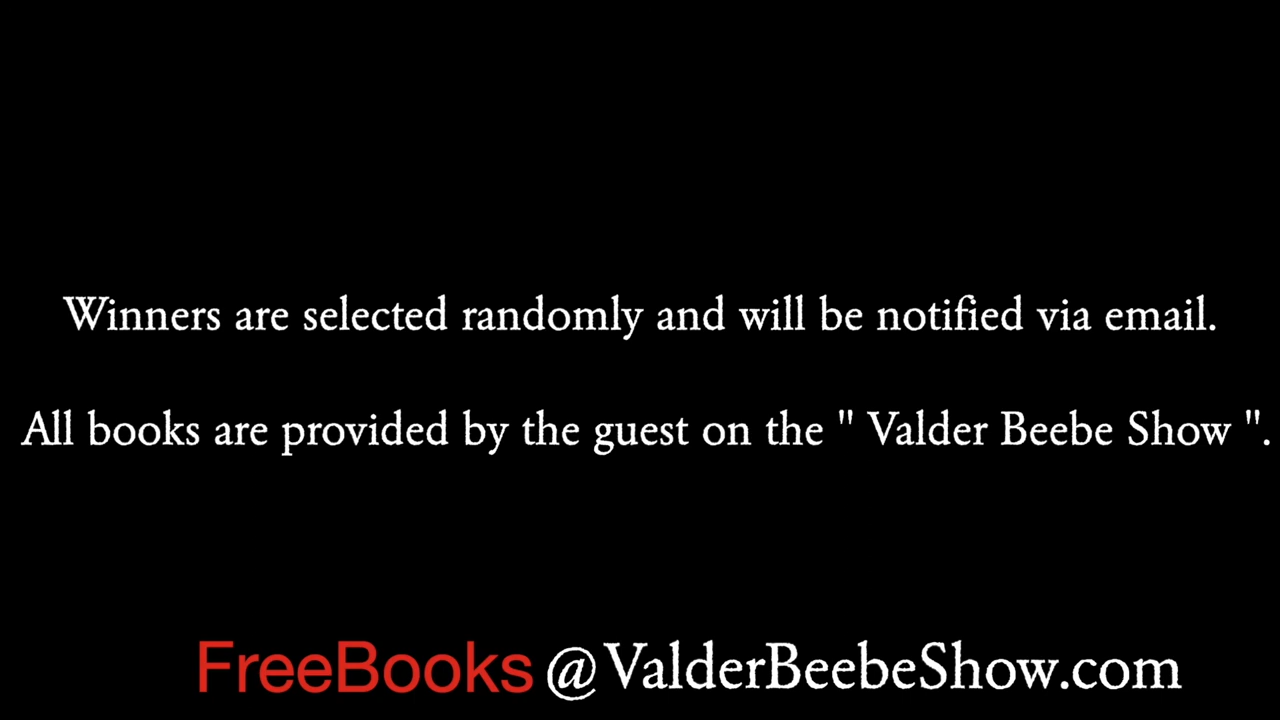 Winners are selected randomly and will be notified via email.
All books are provided by the guest on the " Valder Beebe Show ".
FreeBooks@ValderBeebeShow.com